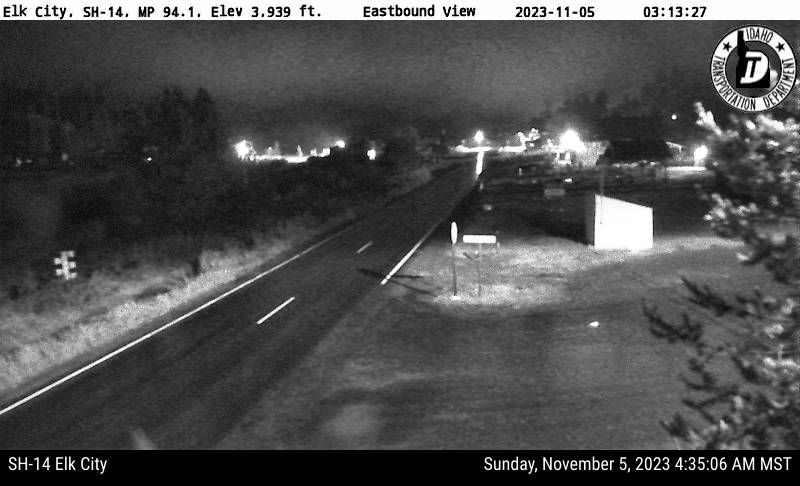 Elk City, SH-14, MP 94.1, Elev 3,939 ft. Eastbound View 2023-11-05 03:13:27
IDAHO
TRANSPORTATION DEPARTMENT
SH-14 Elk City Sunday, November 5, 2023 4:35:06 AM MST